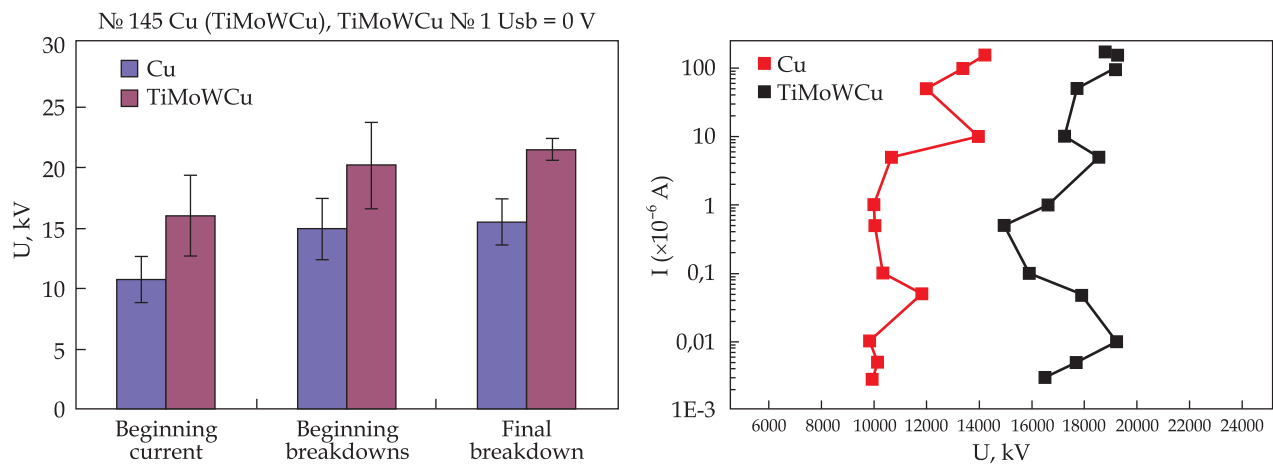 № 145 Cu (TiMoWCu), TiMoWCu № 1 Usb = 0 V
30
25
20
15
10
5
0
U, kV
Cu
TiMoWCu
Beginning
current
Beginning
breakdowns
Final
breakdown
100
10
1
0,1
0,01
1E-3
I (×10⁻⁶ A)
Cu
TiMoWCu
6000 8000 10000 12000 14000 16000 18000 20000 22000 24000
U, kV